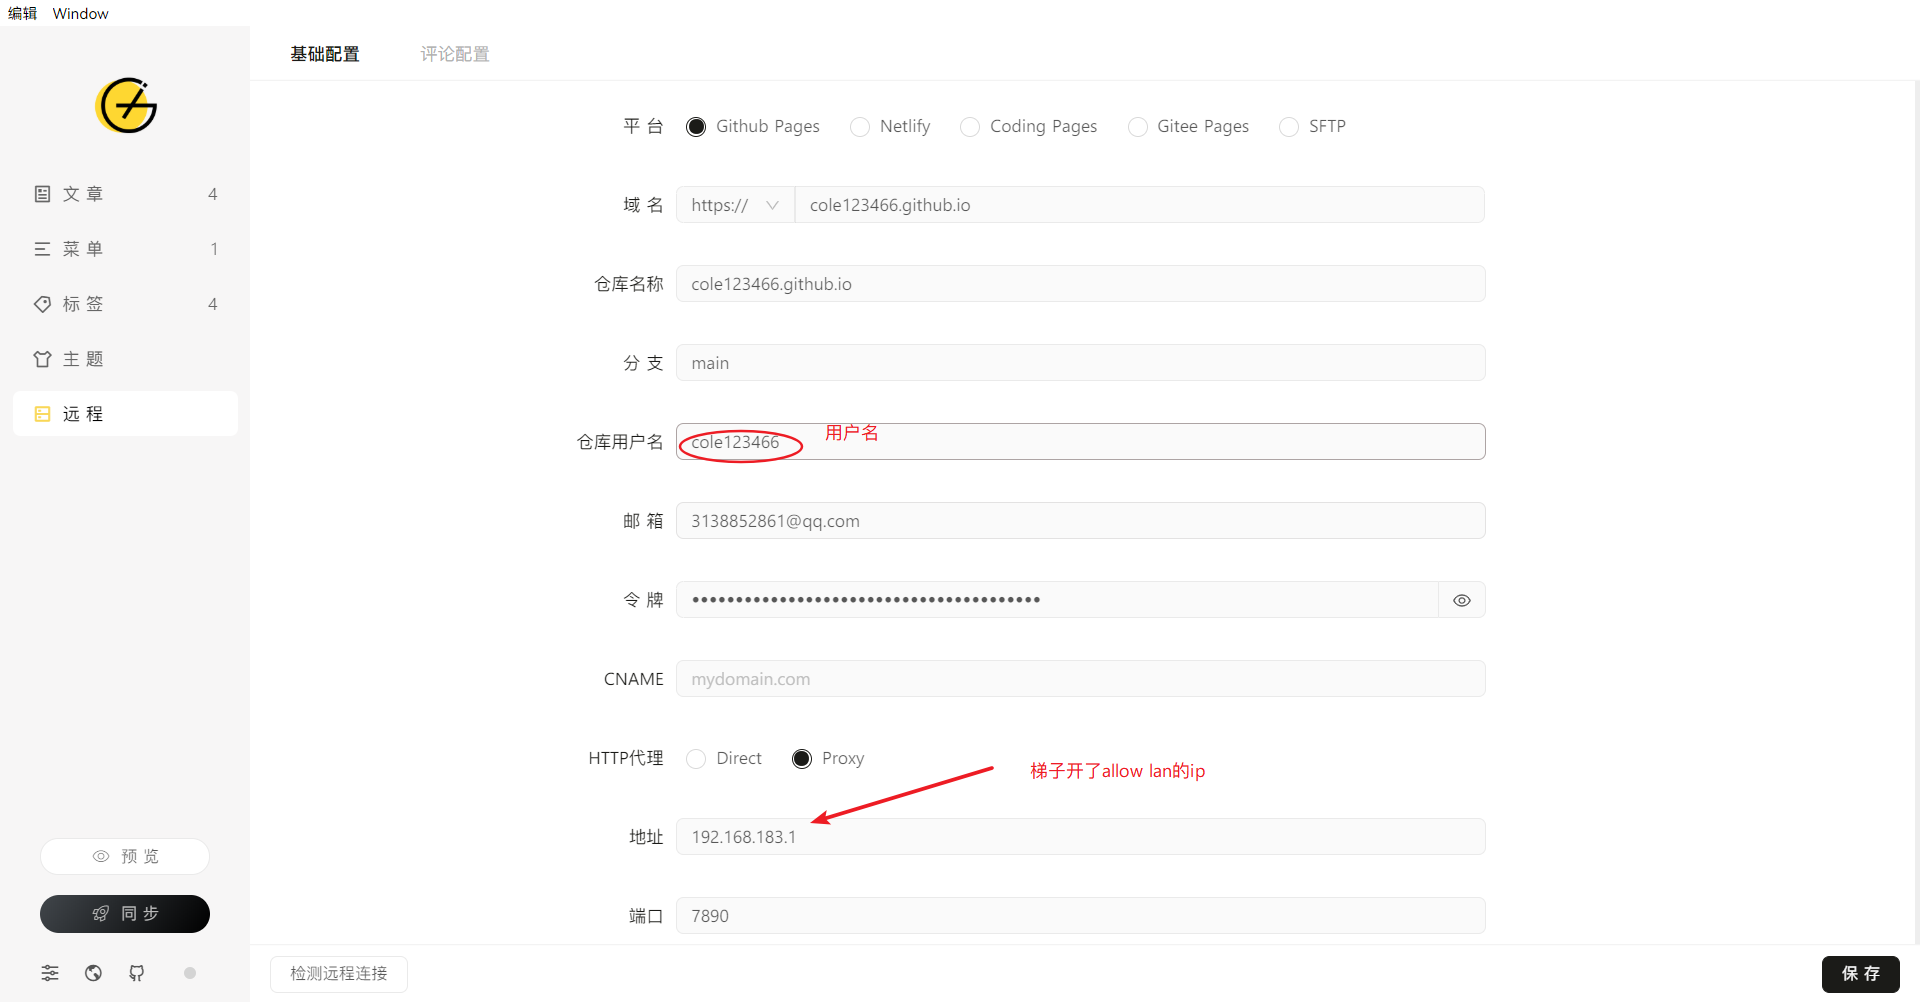 编辑 Window
基础配置 评论配置
文章 4
菜单 1
标签 4
主题
远程
预览
同步
平台 Github Pages Netlify Coding Pages Gitee Pages SFTP
域名 https:// cole123466.github.io
仓库名称 cole123466.github.io
分支 main
仓库用户名 cole123466 用户名
邮箱 3138852861@qq.com
令牌 ••••••••••••••••••••••••••••••••••••••••
CNAME mydomain.com
HTTP代理 Direct Proxy
梯子开了allow lan的ip
地址 192.168.183.1
端口 7890
检测远程连接 保存